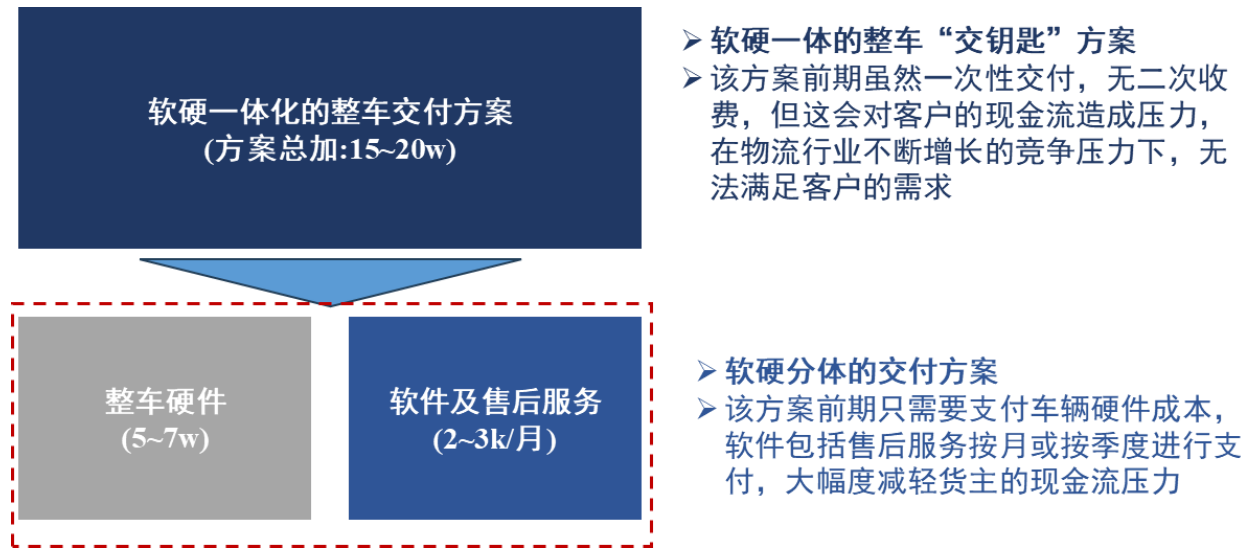 软硬一体化的整车交付方案
(方案总加:15~20w)
➢ 软硬一体的整车“交钥匙”方案
➢ 该方案前期虽然一次性交付，无二次收
费，但这会对客户的现金流造成压力，
在物流行业不断增长的竞争压力下，无
法满足客户的需求
整车硬件
(5~7w)
软件及售后服务
(2~3k/月)
➢ 软硬分体的交付方案
➢ 该方案前期只需要支付车辆硬件成本，
软件包括售后服务按月或按季度进行支
付，大幅度减轻货主的现金流压力